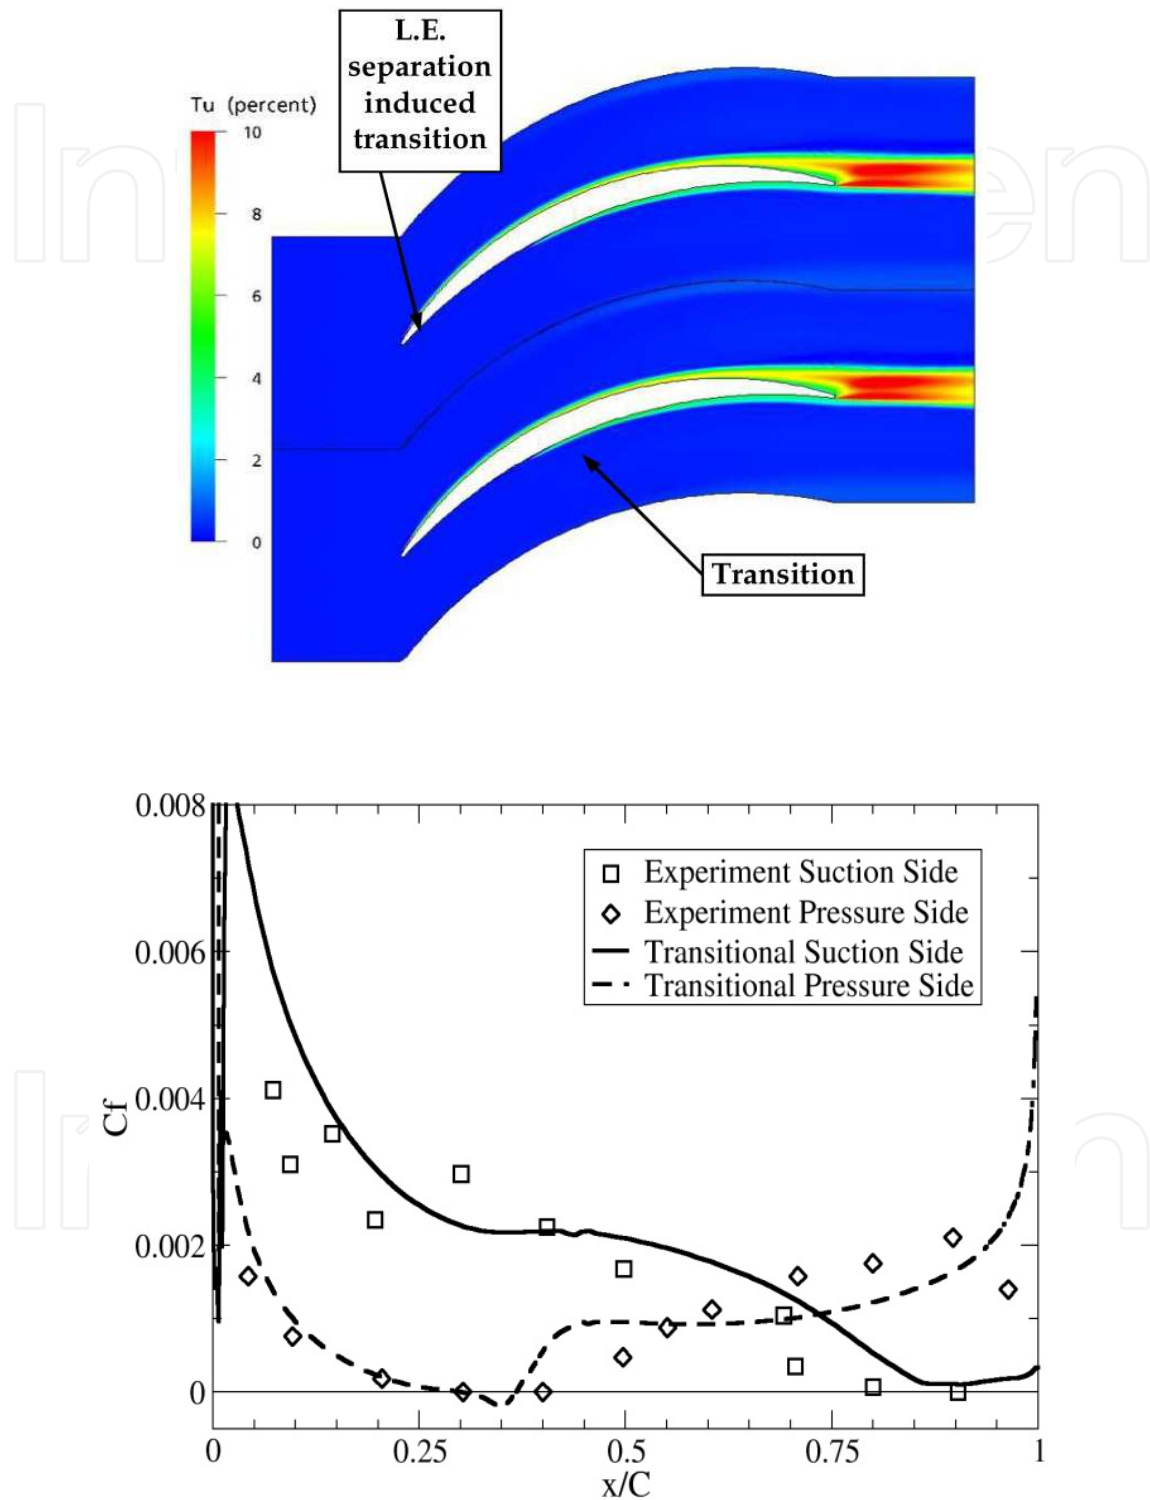 L.E.
separation
induced
transition
Tu (percent)
10
8
6
4
2
0
Transition
0.008
0.006
0.004
0.002
0
Cf
Experiment Suction Side
Experiment Pressure Side
Transitional Suction Side
Transitional Pressure Side
0
0.25
0.5
0.75
1
x/C